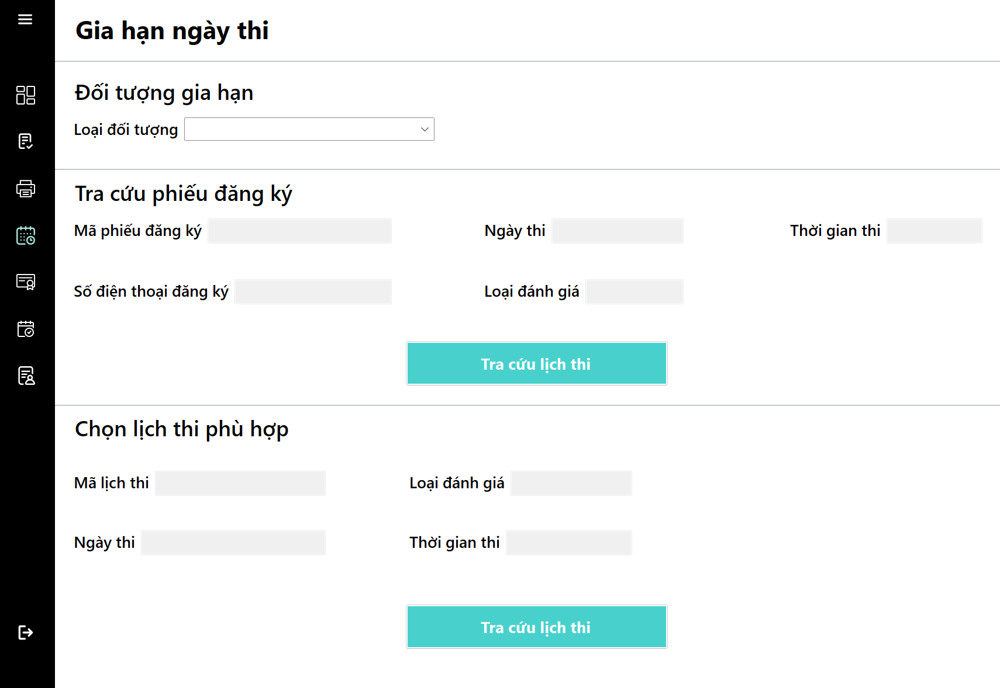 Gia hạn ngày thi
Đối tượng gia hạn
Loại đối tượng
Tra cứu phiếu đăng ký
Mã phiếu đăng ký Ngày thi Thời gian thi
Số điện thoại đăng ký Loại đánh giá
Tra cứu lịch thi
Chọn lịch thi phù hợp
Mã lịch thi Loại đánh giá
Ngày thi Thời gian thi
Tra cứu lịch thi